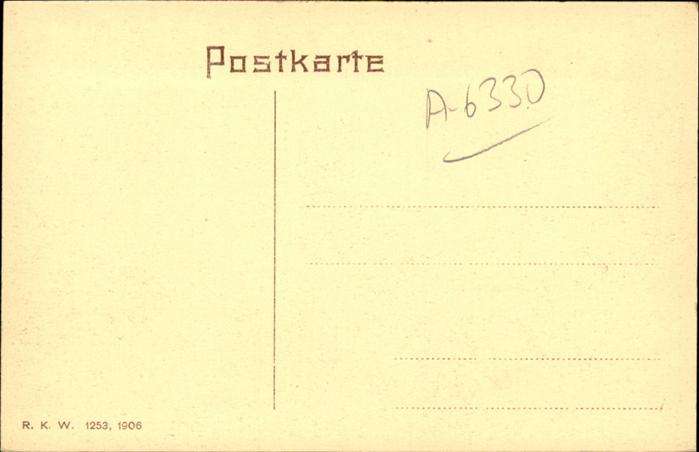 Postkarte
A-6330
R. K. W. 1253, 1906